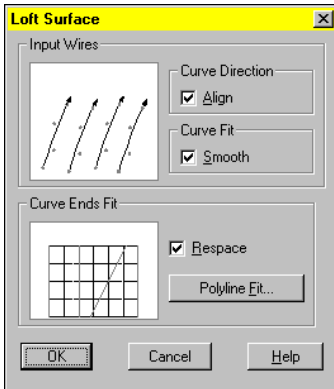 Loft Surface
Input Wires
Curve Direction
Align
Curve Fit
Smooth
Curve Ends Fit
Respace
Polyline Fit...
OK
Cancel
Help